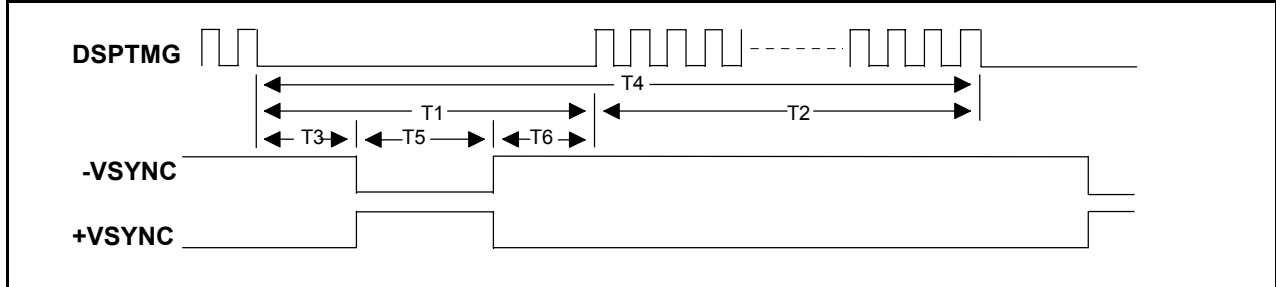 DSPTMG
T4
T1
T2
T3
T5
T6
-VSYNC
+VSYNC